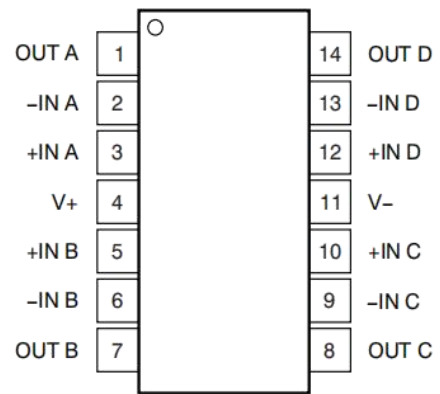 OUT A 1 14 OUT D
–IN A 2 13 –IN D
+IN A 3 12 +IN D
V+ 4 11 V–
+IN B 5 10 +IN C
–IN B 6 9 –IN C
OUT B 7 8 OUT C